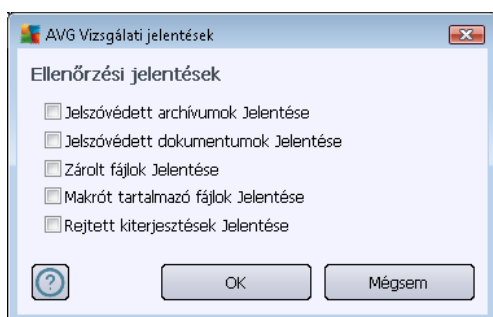 AVG Vizsgálati jelentések
Ellenőrzési jelentések
Jelszóvédett archívumok Jelentése
Jelszóvédett dokumentumok Jelentése
Zárolt fájlok Jelentése
Makrót tartalmazó fájlok Jelentése
Rejtett kiterjesztések Jelentése
? OK Mégsem